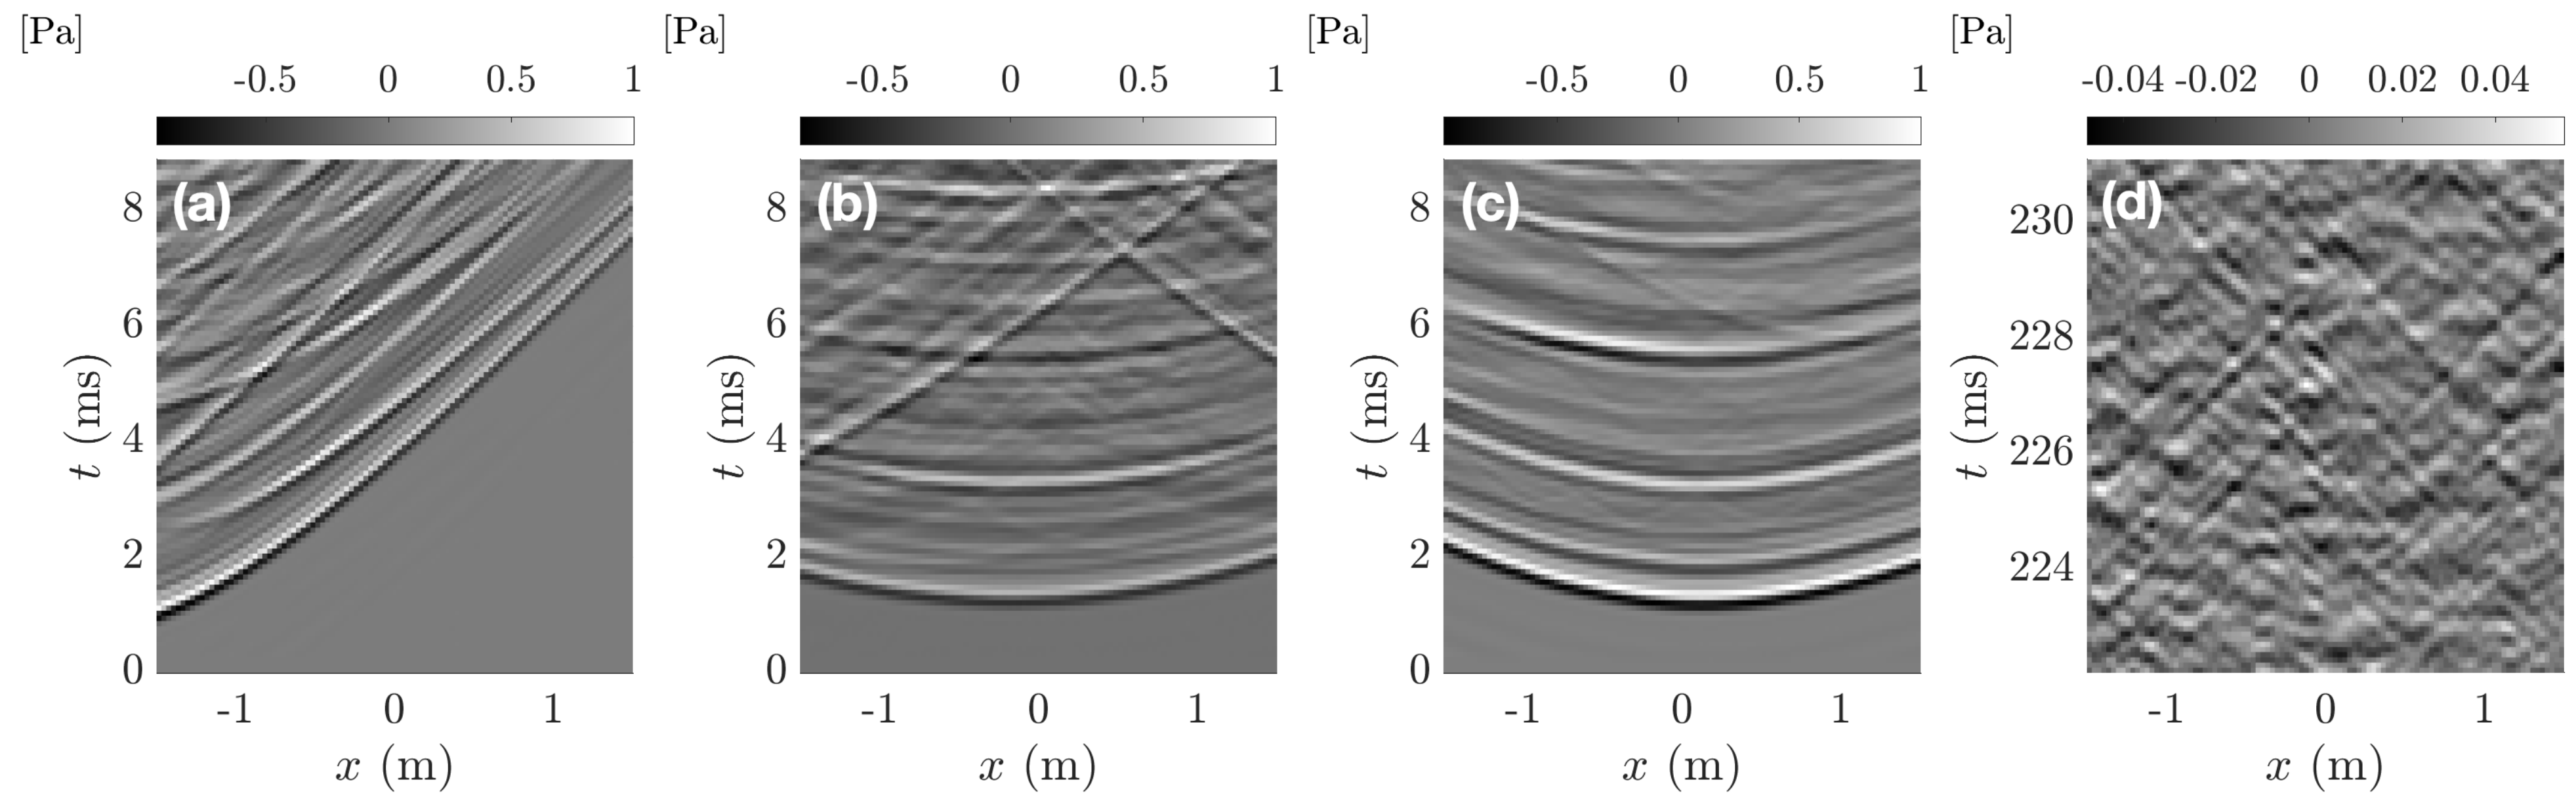 [Pa] [Pa] [Pa] [Pa]
-0.5 0 0.5 1 -0.5 0 0.5 1 -0.5 0 0.5 1 -0.04 -0.02 0 0.02 0.04
(a) (b) (c) (d)
8 8 8 230
6 6 6 228
4 4 4 226
2 2 2 224
0 0 0
t (ms) t (ms) t (ms) t (ms)
-1 0 1 -1 0 1 -1 0 1 -1 0 1
x (m) x (m) x (m) x (m)